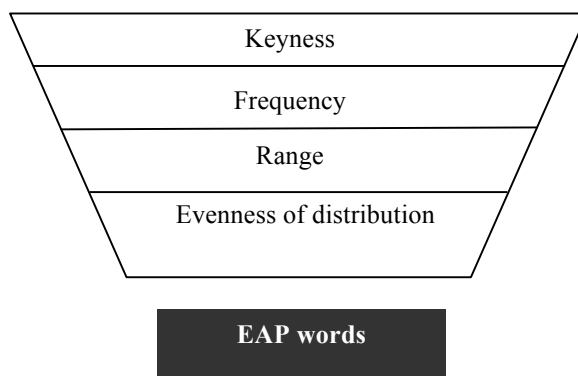 Keyness
Frequency
Range
Evenness of distribution
EAP words